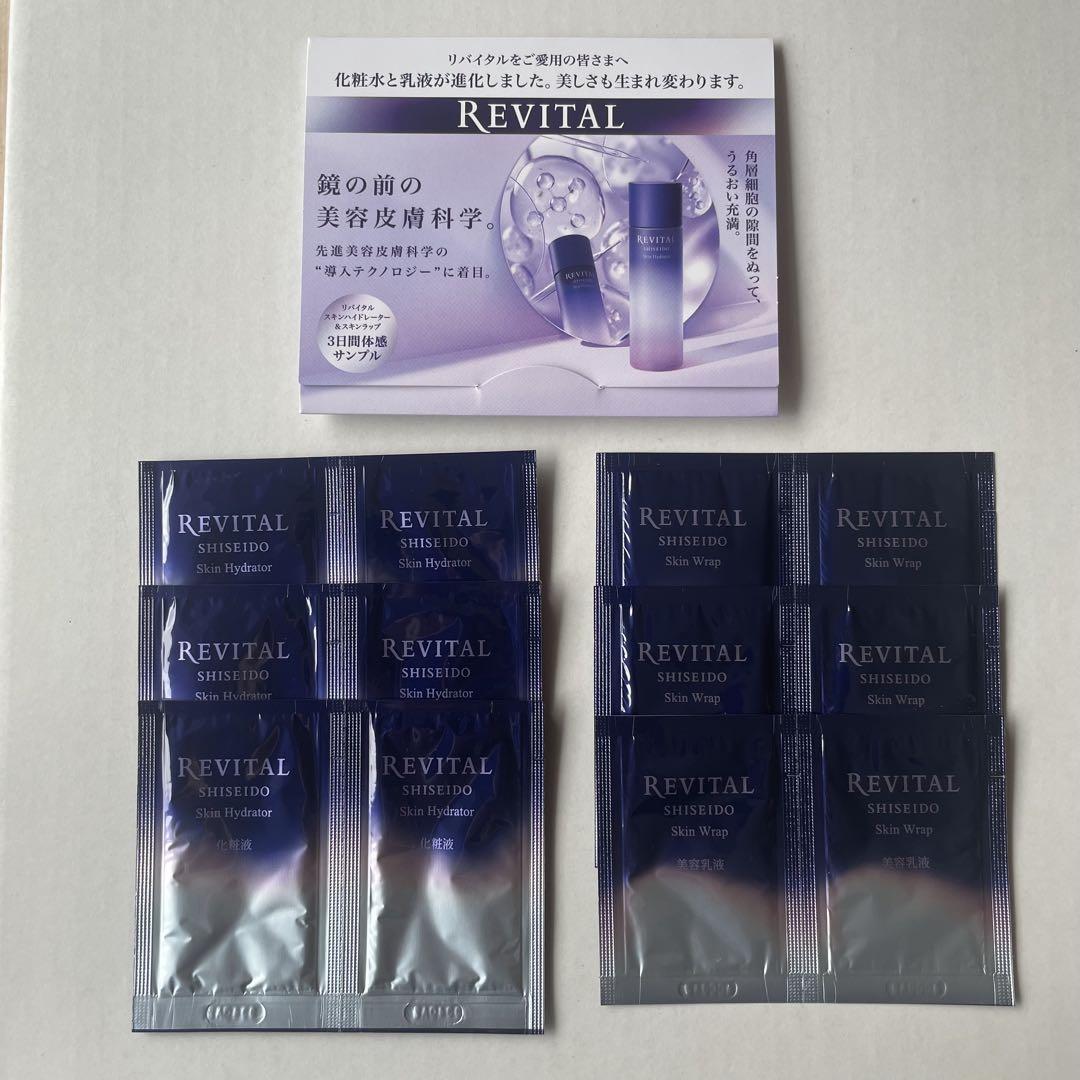 リバイタルをご愛用の皆さまへ
化粧水と乳液が進化しました。美しさも生まれ変わります。
REVITAL
鏡の前の
美容皮膚科学。
先進美容皮膚科学の
“導入テクノロジー”に着目。
角層細胞の隙間をぬって、
うるおい充満。
リバイタル
スキンハイドレーター
&スキンラップ
3日間体感
サンプル
REVITAL
SHISEIDO
Skin Hydrator
REVITAL
SHISEIDO
REVITAL
SHISEIDO
Skin Hydrator
REVITAL
SHISEIDO
Skin Hydrator
REVITAL
SHISEIDO
Skin Hydrator
REVITAL
SHISEIDO
Skin Hydrator
REVITAL
SHISEIDO
Skin Hydrator
化粧液
REVITAL
SHISEIDO
Skin Hydrator
化粧液
REVITAL
SHISEIDO
Skin Wrap
REVITAL
SHISEIDO
Skin Wrap
REVITAL
SHISEIDO
Skin Wrap
REVITAL
SHISEIDO
Skin Wrap
REVITAL
SHISEIDO
Skin Wrap
美容乳液
REVITAL
SHISEIDO
Skin Wrap
美容乳液